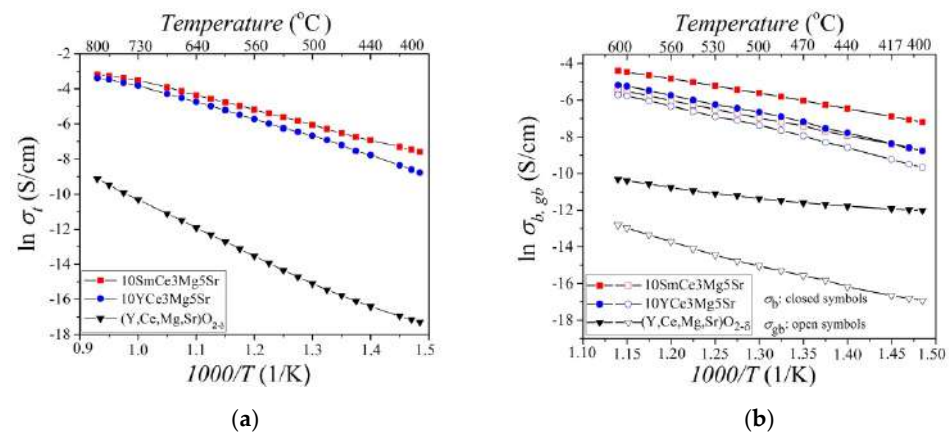 Temperature (°C)
800 730 640 560 500 440 400
ln σt (S/cm)
-2
-4
-6
-8
-10
-12
-14
-16
-18
10SmCe3Mg5Sr
10YCe3Mg5Sr
(Y,Ce,Mg,Sr)O2-δ
0.9 1.0 1.1 1.2 1.3 1.4 1.5
1000/T (1/K)
(a)
Temperature (°C)
600 560 530 500 470 440 417 400
ln σb, gb (S/cm)
-4
-6
-8
-10
-12
-14
-16
-18
10SmCe3Mg5Sr
10YCe3Mg5Sr
(Y,Ce,Mg,Sr)O2-δ
σb: closed symbols
σgb: open symbols
1.10 1.15 1.20 1.25 1.30 1.35 1.40 1.45 1.50
1000/T (1/K)
(b)